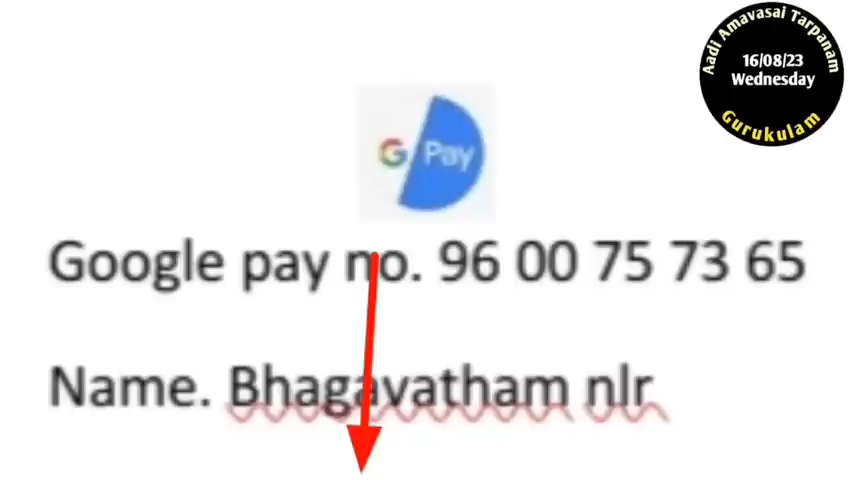 Aadi Amavasai Tarpanam
16/08/23
Wednesday
Gurukulam
G Pay
Google pay no. 96 00 75 73 65
Name. Bhagavatham nlr